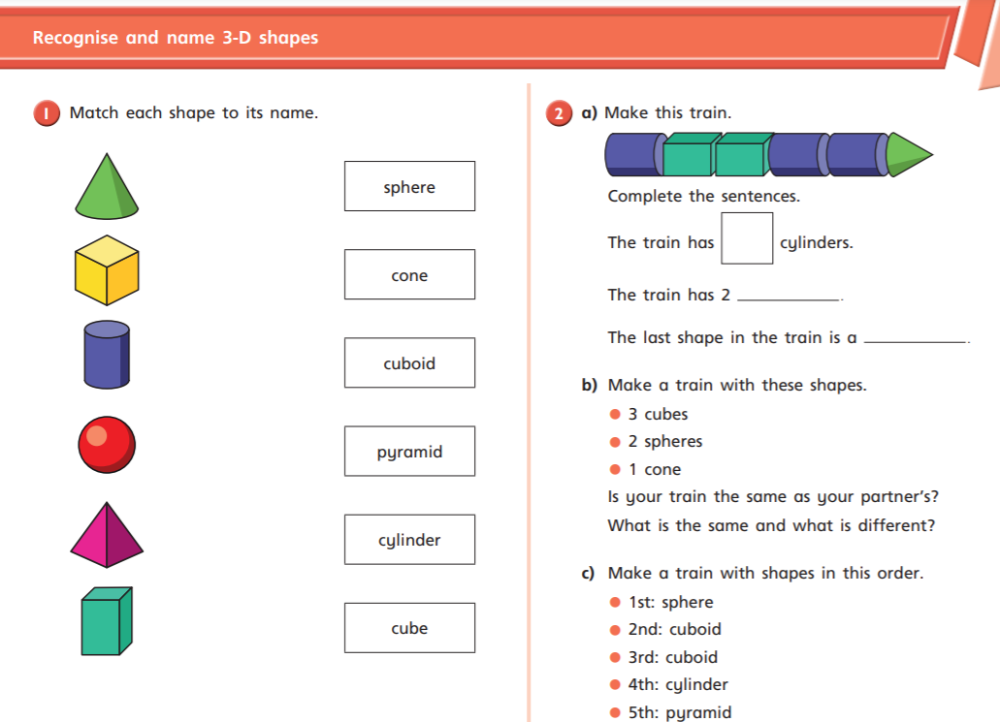 Recognise and name 3-D shapes
1 Match each shape to its name.
sphere
cone
cuboid
pyramid
cylinder
cube
2 a) Make this train.
Complete the sentences.
The train has cylinders.
The train has 2 __________.
The last shape in the train is a __________.
b) Make a train with these shapes.
● 3 cubes
● 2 spheres
● 1 cone
Is your train the same as your partner's?
What is the same and what is different?
c) Make a train with shapes in this order.
● 1st: sphere
● 2nd: cuboid
● 3rd: cuboid
● 4th: cylinder
● 5th: pyramid